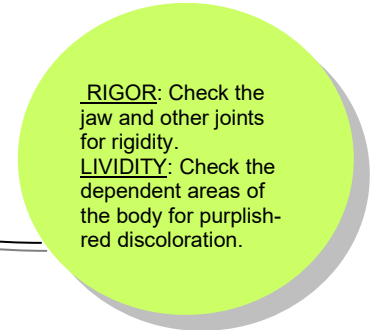 RIGOR: Check the
jaw and other joints
for rigidity.
LIVIDITY: Check the
dependent areas of
the body for purplish-
red discoloration.